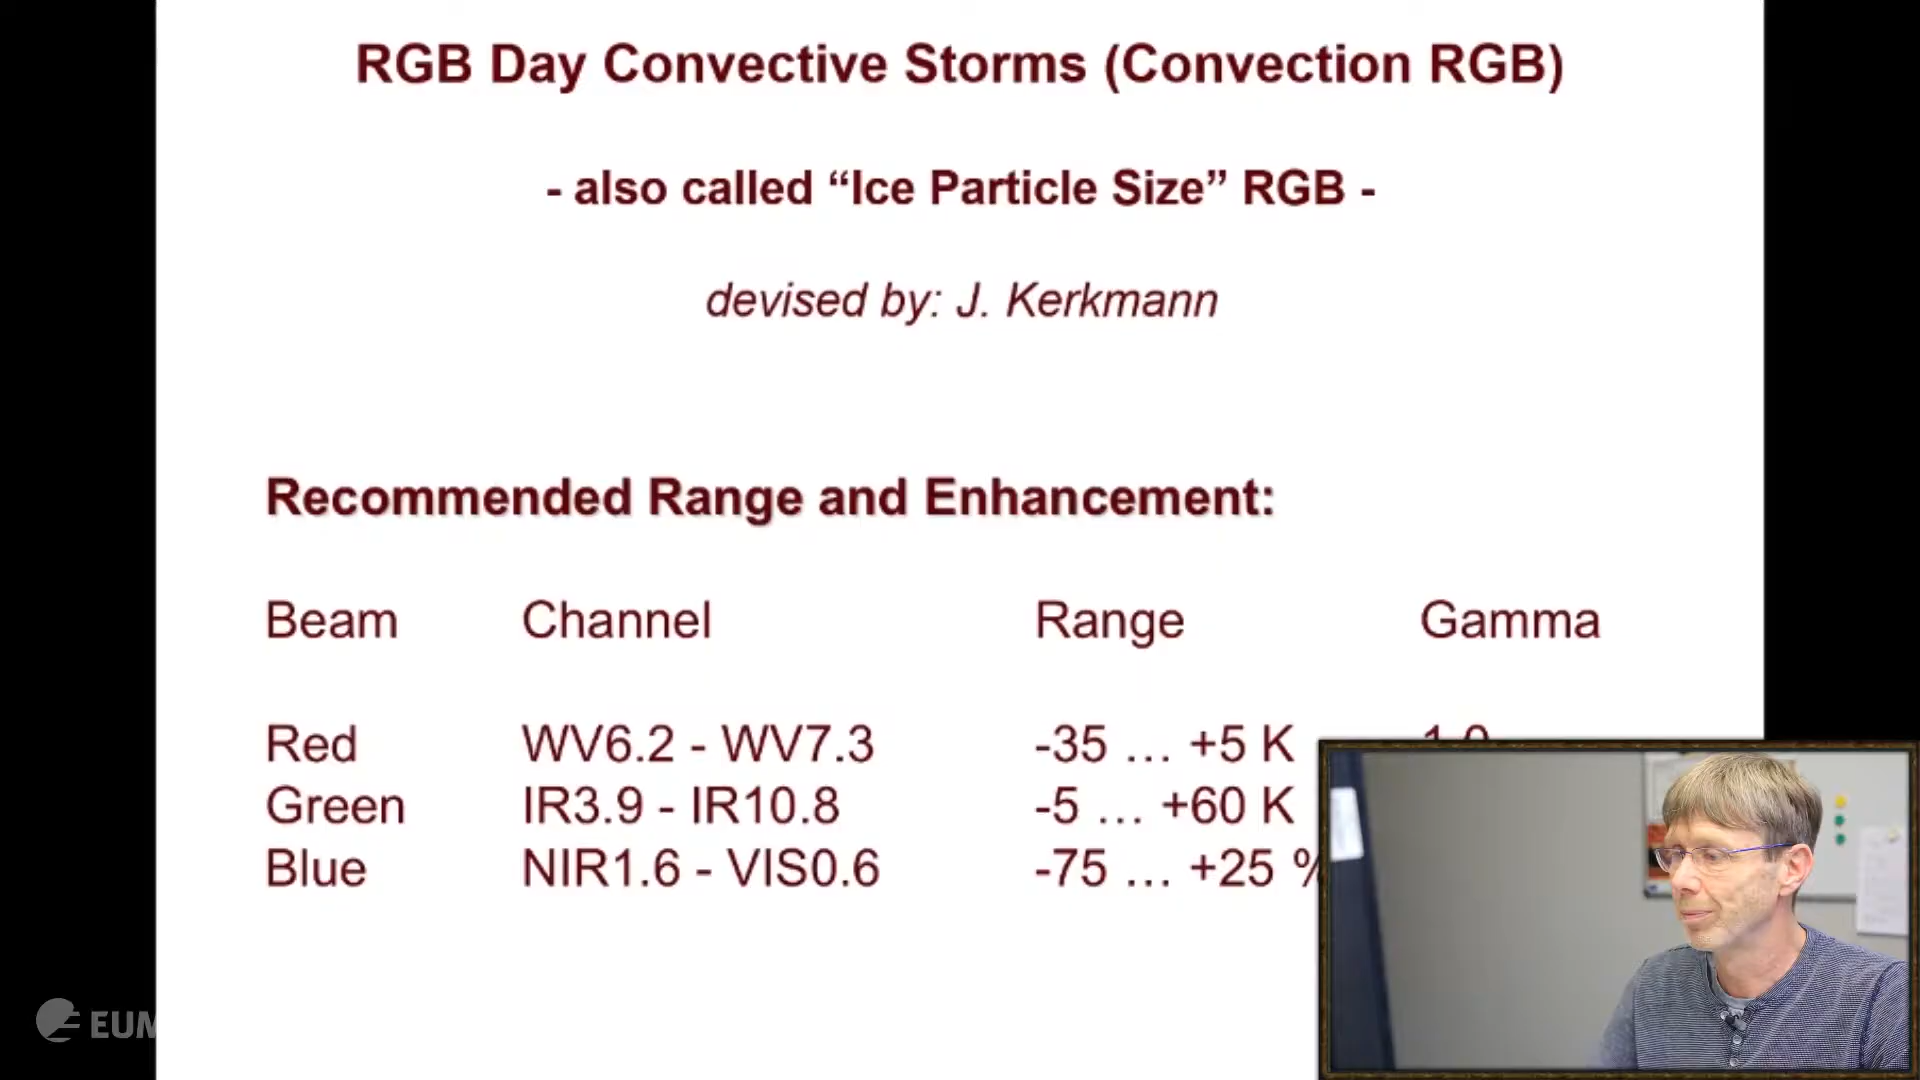 RGB Day Convective Storms (Convection RGB)
- also called “Ice Particle Size” RGB -
devised by: J. Kerkmann
Recommended Range and Enhancement:
Beam Channel Range Gamma
Red WV6.2 - WV7.3 -35 … +5 K 1.0
Green IR3.9 - IR10.8 -5 … +60 K
Blue NIR1.6 - VIS0.6 -75 … +25 %
EUM